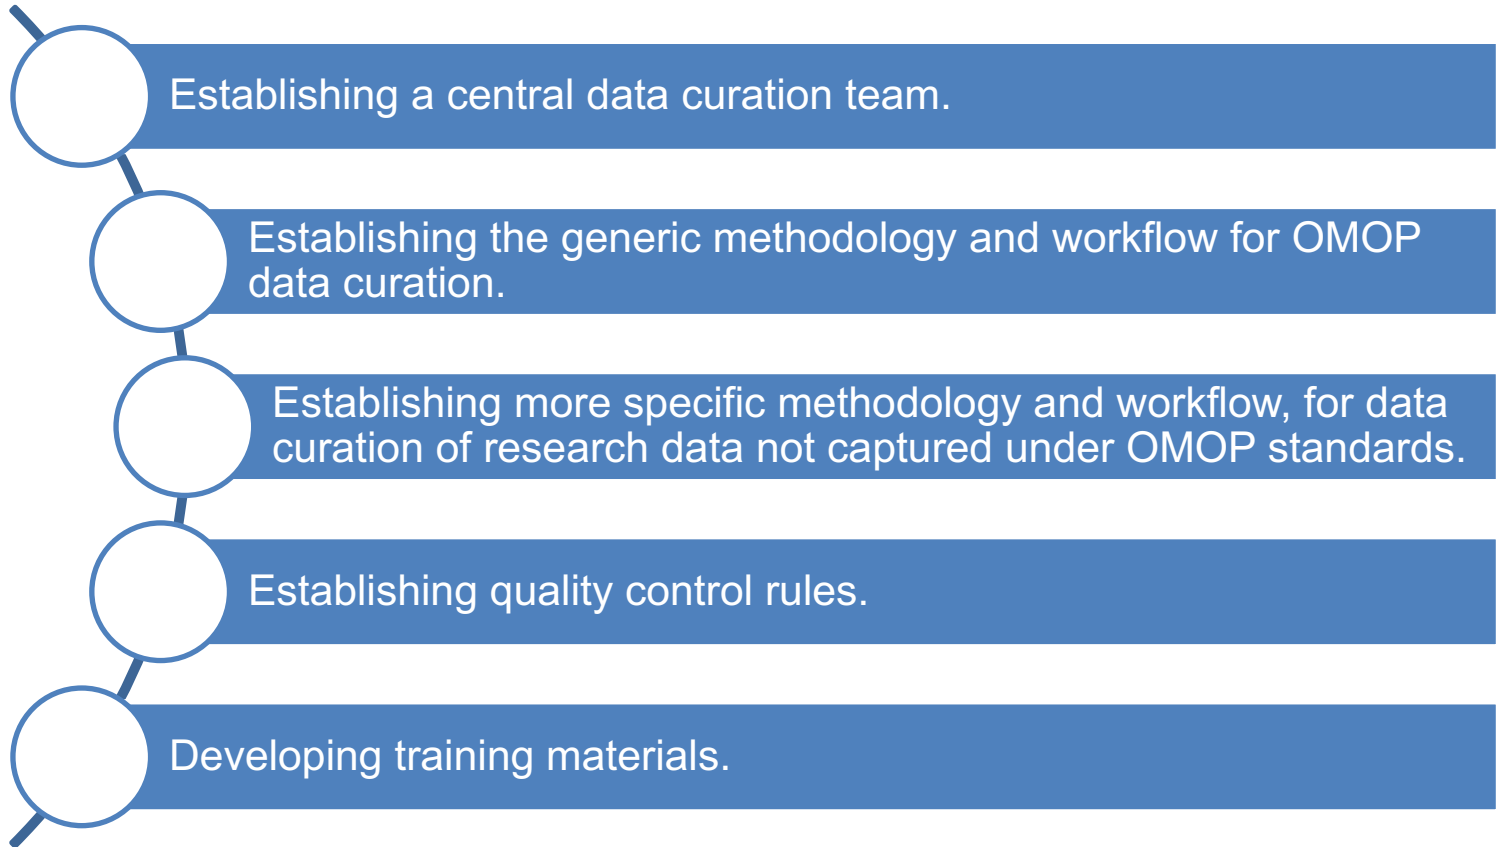 Establishing a central data curation team.
Establishing the generic methodology and workflow for OMOP
data curation.
Establishing more specific methodology and workflow, for data
curation of research data not captured under OMOP standards.
Establishing quality control rules.
Developing training materials.